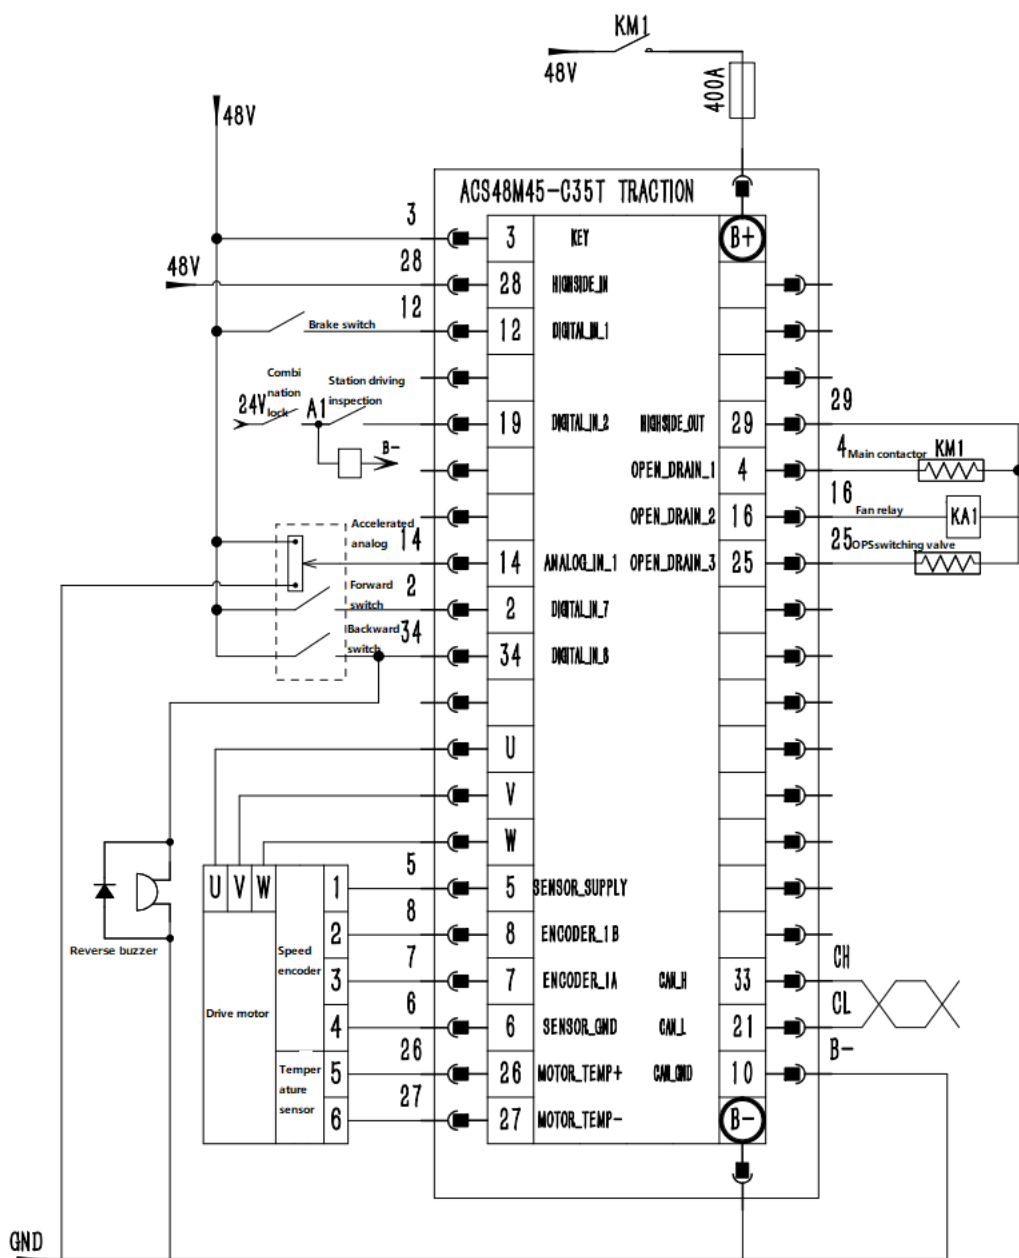 KM1
48V
400A
48V
ACS48M45-C35T TRACTION
3
3
KEY
B+
28
48V
28
HIGHSIDE_IN
12
Brake switch
12
DIGITAL_IN_1
Combi
nation
lock
Station driving
inspection
24V
A1
19
DIGITAL_IN_2
HIGHSIDE_OUT
29
29
B-
OPEN_DRAIN_1
4
4
Main contactor
KM1
OPEN_DRAIN_2
16
16
Fan relay
KA1
Accelerated
analog
14
14
ANALOG_IN_1
OPEN_DRAIN_3
25
25
OPSswitching valve
Forward
switch
2
2
DIGITAL_IN_7
Backward
switch
34
34
DIGITAL_IN_8
U
V
W
U
V
W
1
5
5
SENSOR_SUPPLY
Speed
encoder
2
8
8
ENCODER_1B
Reverse buzzer
3
7
7
ENCODER_1A
CAN_H
33
CH
Drive motor
4
6
6
SENSOR_GND
CAN_L
21
CL
Temper
ature
sensor
5
26
26
MOTOR_TEMP+
CAN_GND
10
B-
6
27
27
MOTOR_TEMP-
B-
GND